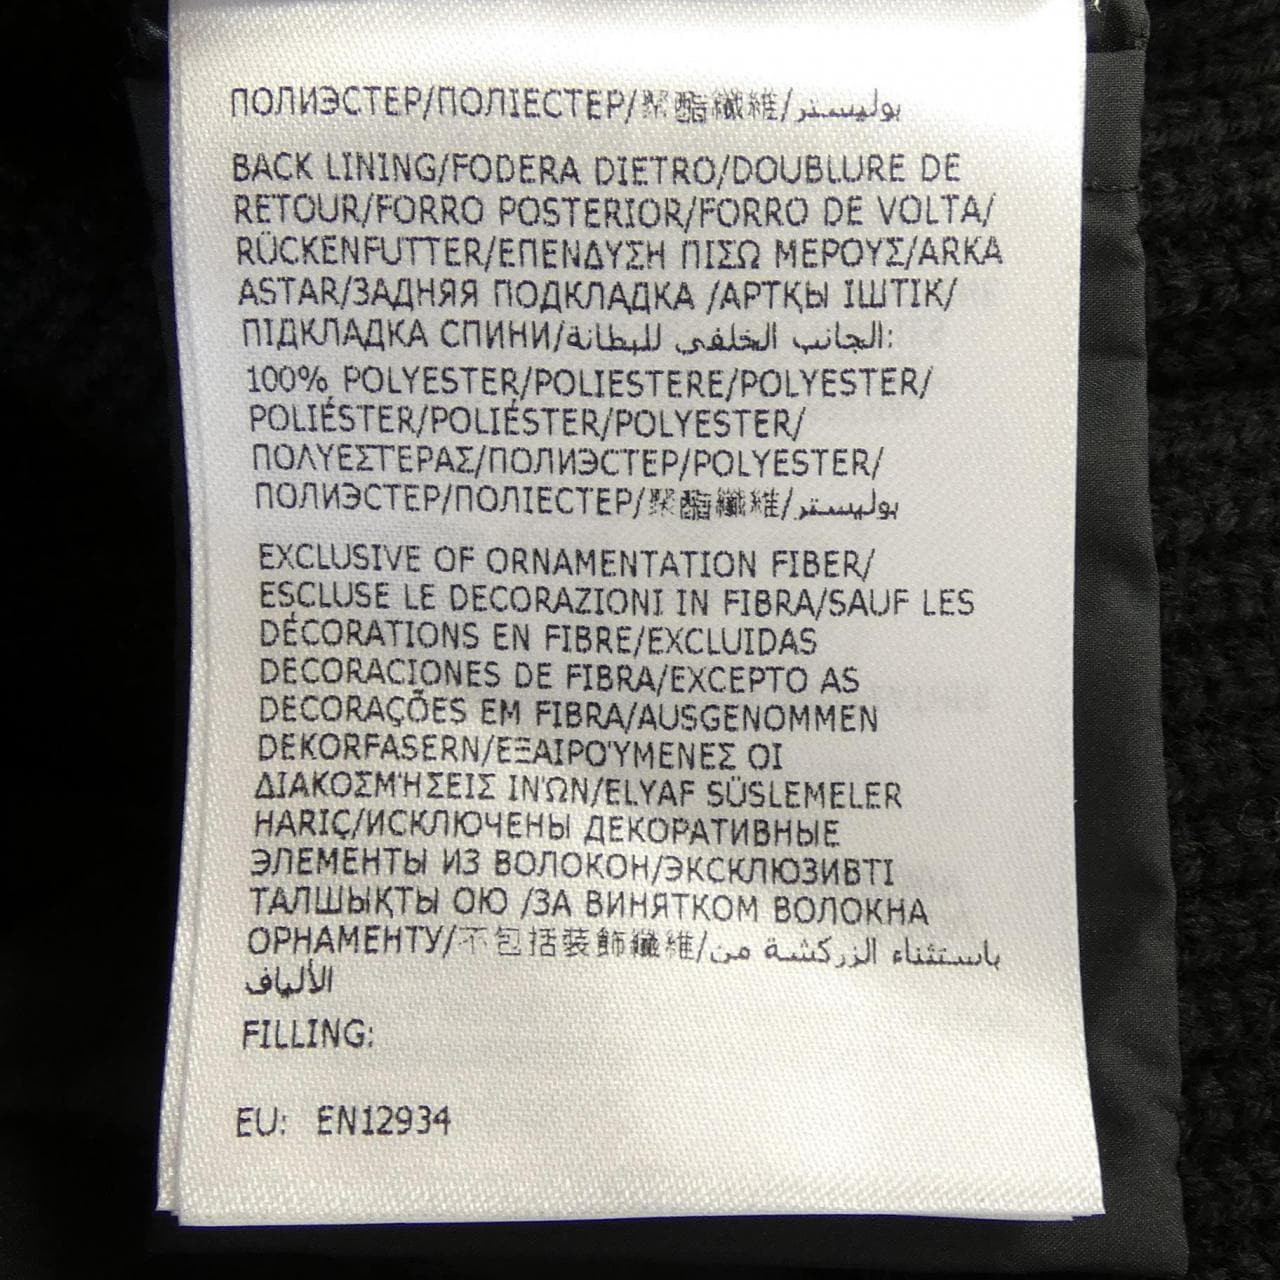 ПОЛИЭСТЕР/ПОЛІЕСТЕР/聚酯纖維/بوليستر
BACK LINING/FODERA DIETRO/DOUBLURE DE
RETOUR/FORRO POSTERIOR/FORRO DE VOLTA/
RÜCKENFUTTER/ΕΠΕΝΔΥΣΗ ΠΙΣΩ ΜΕΡΟΥΣ/ARKA
ASTAR/ЗАДНЯЯ ПОДКЛАДКА /АРТҚЫ ІШТІК/
ПІДКЛАДКА СПИНИ/الجانب الخلفي للبطانة:
100% POLYESTER/POLIESTERE/POLYESTER/
POLIÉSTER/POLIÉSTER/POLYESTER/
ΠΟΛΥΕΣΤΕΡΑΣ/ПОЛИЭСТЕР/POLYESTER/
ПОЛИЭСТЕР/ПОЛІЕСТЕР/聚酯纖維/بوليستر
EXCLUSIVE OF ORNAMENTATION FIBER/
ESCLUSE LE DECORAZIONI IN FIBRA/SAUF LES
DÉCORATIONS EN FIBRE/EXCLUIDAS
DECORACIONES DE FIBRA/EXCEPTO AS
DECORAÇÕES EM FIBRA/AUSGENOMMEN
DEKORFASERN/ΕΞΑΙΡΟΎΜΕΝΕΣ ΟΙ
ΔΙΑΚΟΣΜΉΣΕΙΣ ΙΝΏΝ/ELYAF SÜSLEMELER
HARIÇ/ИСКЛЮЧЕНЫ ДЕКОРАТИВНЫЕ
ЭЛЕМЕНТЫ ИЗ ВОЛОКОН/ЭКСКЛЮЗИВТІ
ТАЛШЫҚТЫ ОЮ /ЗА ВИНЯТКОМ ВОЛОКНА
ОРНАМЕНТУ/不包括裝飾纖維/باستثناء الزركشة من
الألياف
FILLING:
EU: EN12934